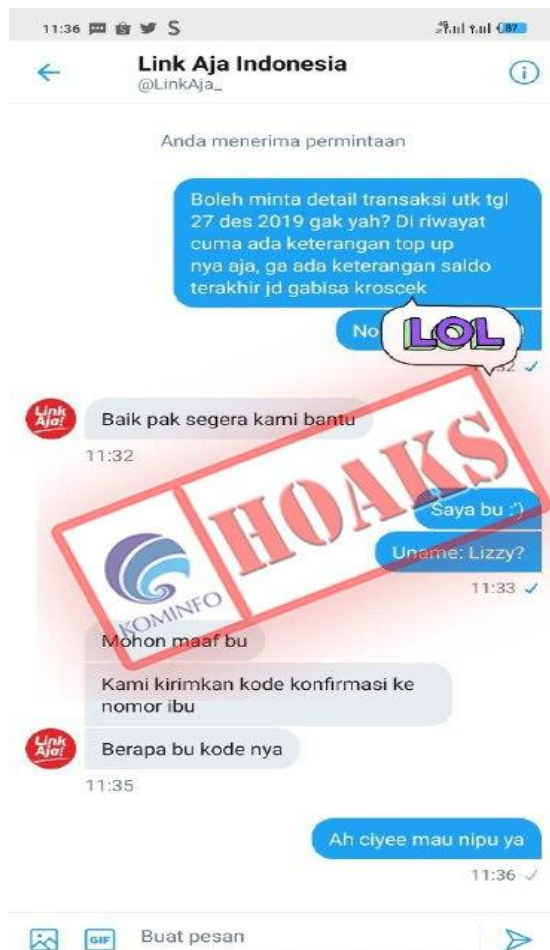 11:36
87
Link Aja Indonesia
@LinkAja_
Anda menerima permintaan
Boleh minta detail transaksi utk tgl
27 des 2019 gak yah? Di riwayat
cuma ada keterangan top up
nya aja, ga ada keterangan saldo
terakhir jd gabisa kroscek
No
LOL
Link
Aja!
Baik pak segera kami bantu
11:32
HOAKS
KOMINFO
Saya bu :')
Uname: Lizzy?
11:33
Mohon maaf bu
Kami kirimkan kode konfirmasi ke
nomor ibu
Link
Aja!
Berapa bu kode nya
11:35
Ah ciyee mau nipu ya
11:36
GIF
Buat pesan